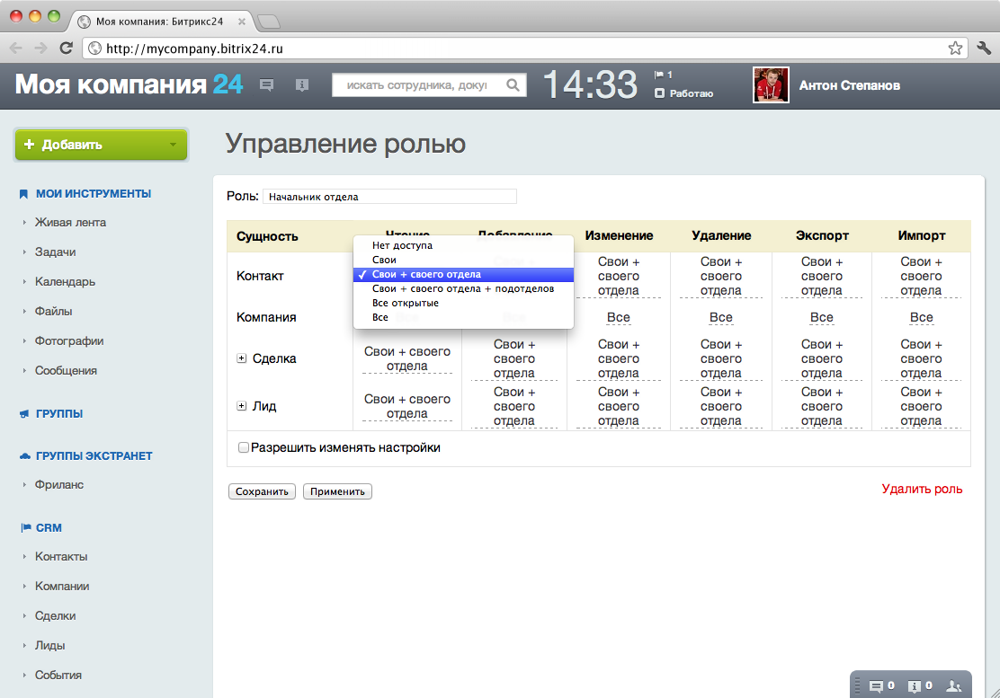 Моя компания: Битрикс24
http://mycompany.bitrix24.ru
Моя компания 24
искать сотрудника, доку
14:33
1
Работаю
Антон Степанов
+ Добавить
Управление ролью
МОИ ИНСТРУМЕНТЫ
Живая лента
Задачи
Календарь
Файлы
Фотографии
Сообщения
ГРУППЫ
ГРУППЫ ЭКСТРАНЕТ
Фриланс
CRM
Контакты
Компании
Сделки
Лиды
События
Роль: Начальник отдела
Сущность Чтение Добавление Изменение Удаление Экспорт Импорт
Нет доступа
Свои
✓ Свои + своего отдела
Свои + своего отдела + подотделов
Все открытые
Все
Контакт
Свои +
своего
отдела
Свои +
своего
отдела
Свои +
своего
отдела
Свои +
своего
отдела
Компания Все Все Все Все
Сделка
Свои + своего
отдела
Свои +
своего
отдела
Свои +
своего
отдела
Свои +
своего
отдела
Свои +
своего
отдела
Свои +
своего
отдела
Лид
Свои + своего
отдела
Свои +
своего
отдела
Свои +
своего
отдела
Свои +
своего
отдела
Свои +
своего
отдела
Свои +
своего
отдела
Разрешить изменять настройки
Сохранить Применить
Удалить роль
0 0